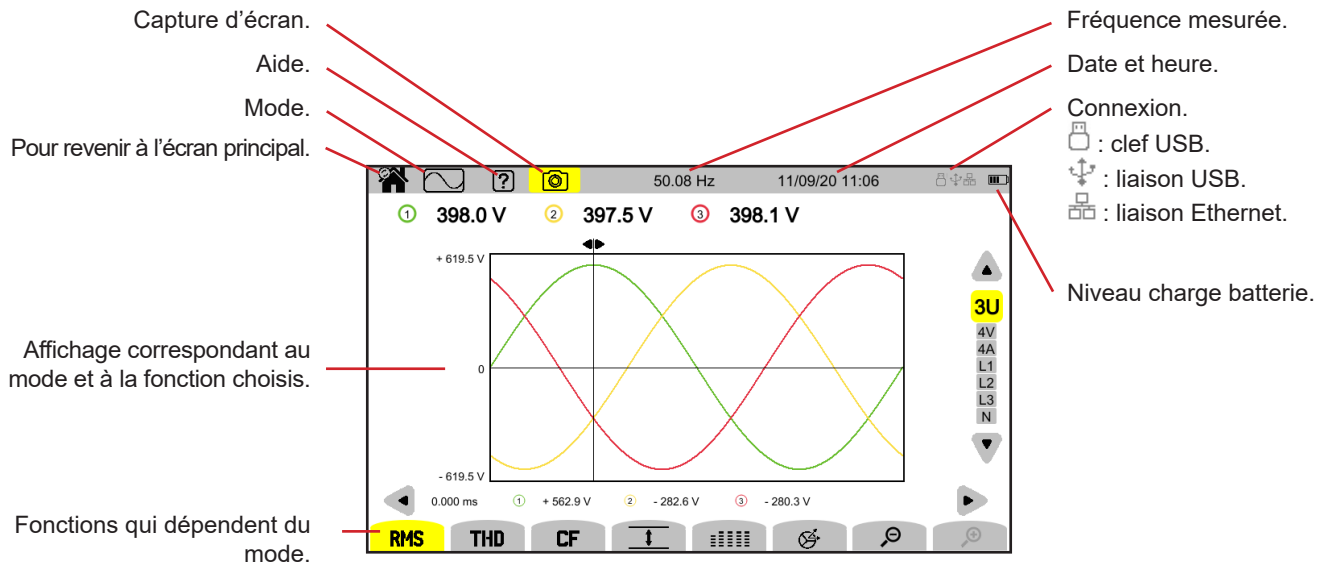 Capture d’écran.
Aide.
Mode.
Pour revenir à l’écran principal.
Fréquence mesurée.
Date et heure.
Connexion.
: clef USB.
: liaison USB.
: liaison Ethernet.
Niveau charge batterie.
?
50.08 Hz
11/09/20 11:06
1 398.0 V 2 397.5 V 3 398.1 V
+ 619.5 V
0
- 619.5 V
3U
4V
4A
L1
L2
L3
N
0.000 ms 1 + 562.9 V 2 - 282.6 V 3 - 280.3 V
RMS THD CF
Affichage correspondant au
mode et à la fonction choisis.
Fonctions qui dépendent du
mode.